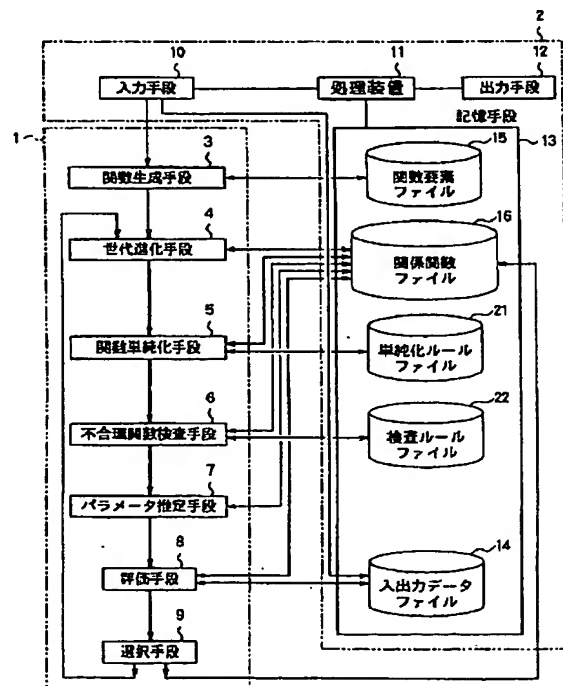 2
10
11
12
入力手段
処理装置
出力手段
記憶手段
1
13
3
関数生成手段
15
関数要素
ファイル
4
世代進化手段
16
関係関数
ファイル
5
関数単純化手段
21
単純化ルール
ファイル
6
不合理関数検査手段
22
検査ルール
ファイル
7
パラメータ推定手段
8
評価手段
14
入出力データ
ファイル
9
選択手段